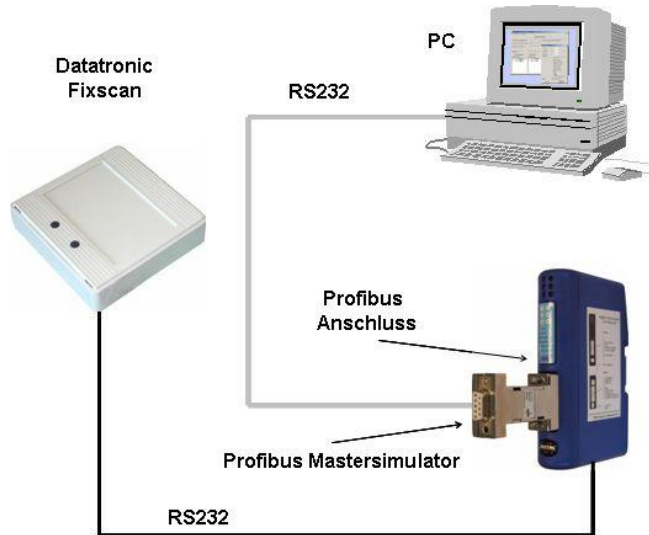 PC
Datatronic
Fixscan
RS232
Profibus
Anschluss
Profibus Mastersimulator
RS232